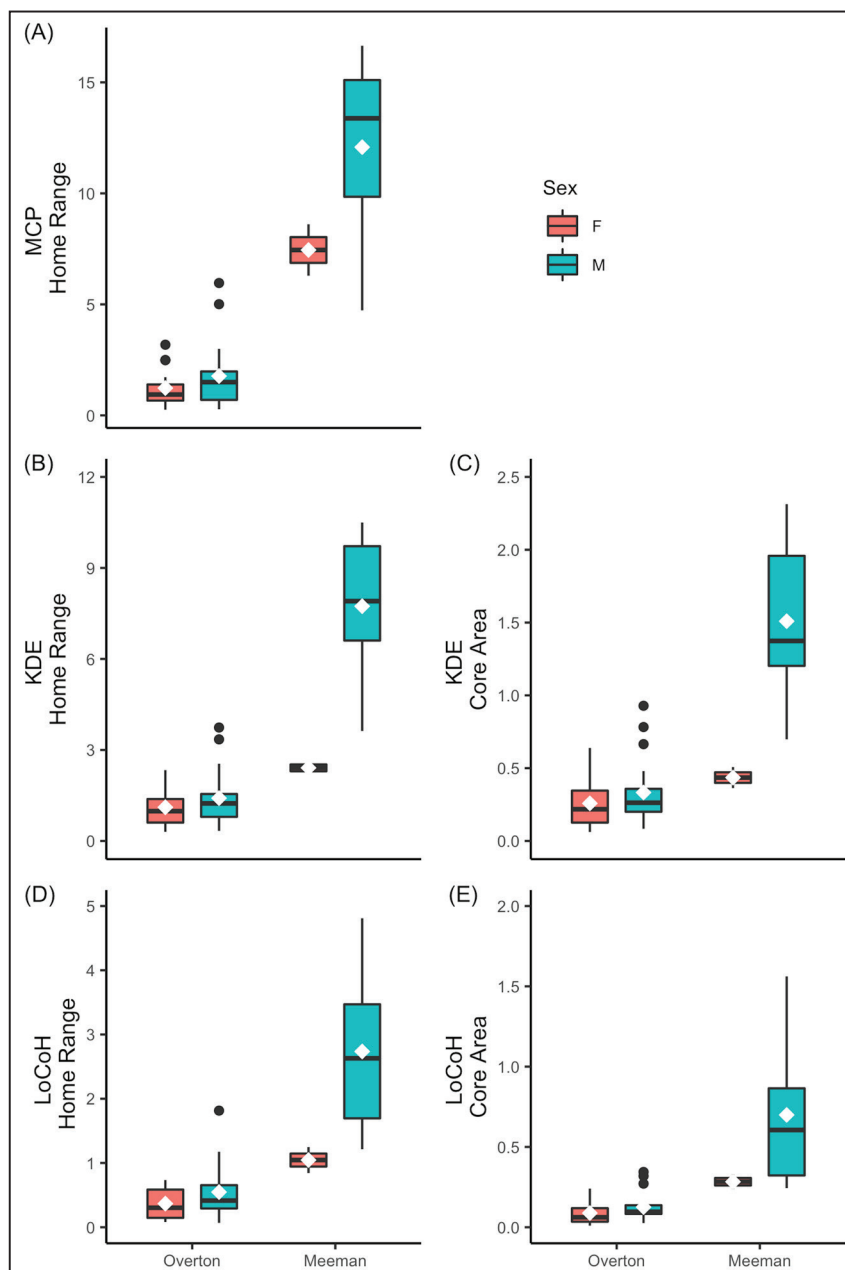 (A)
MCP
Home Range
15
10
5
0
Sex
F
M
(B)
KDE
Home Range
12
9
6
3
0
(C)
KDE
Core Area
2.5
2.0
1.5
1.0
0.5
0.0
(D)
LoCoH
Home Range
5
4
3
2
1
0
Overton Meeman
(E)
LoCoH
Core Area
2.0
1.5
1.0
0.5
0.0
Overton Meeman